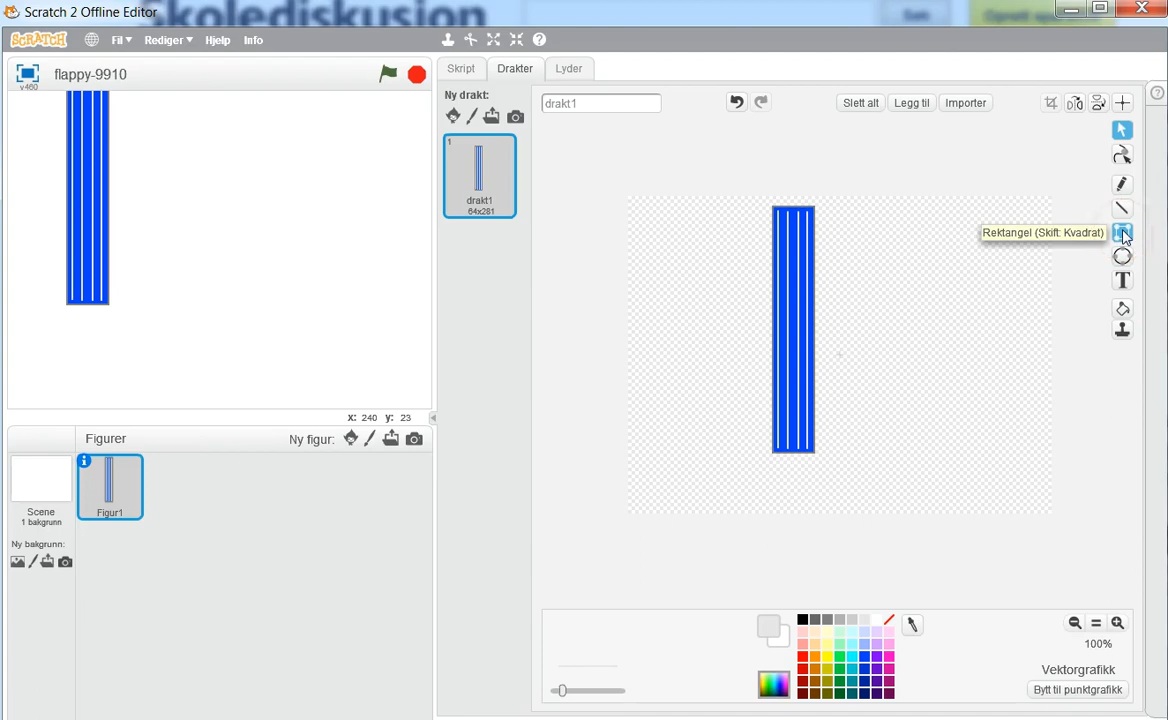 skolediskusion
Scratch 2 Offline Editor
SCRATCH
Fil
Rediger
Hjelp
Info
flappy-9910
v460
Skript
Drakter
Lyder
Ny drakt:
1
drakt1
64x281
drakt1
Slett alt
Legg til
Importer
T
Rektangel (Skift: Kvadrat)
x: 240 y: 23
Figurer
Ny figur:
Scene
1 bakgrunn
Ny bakgrunn:
Figur1
100%
Vektorgrafikk
Bytt til punktgrafikk